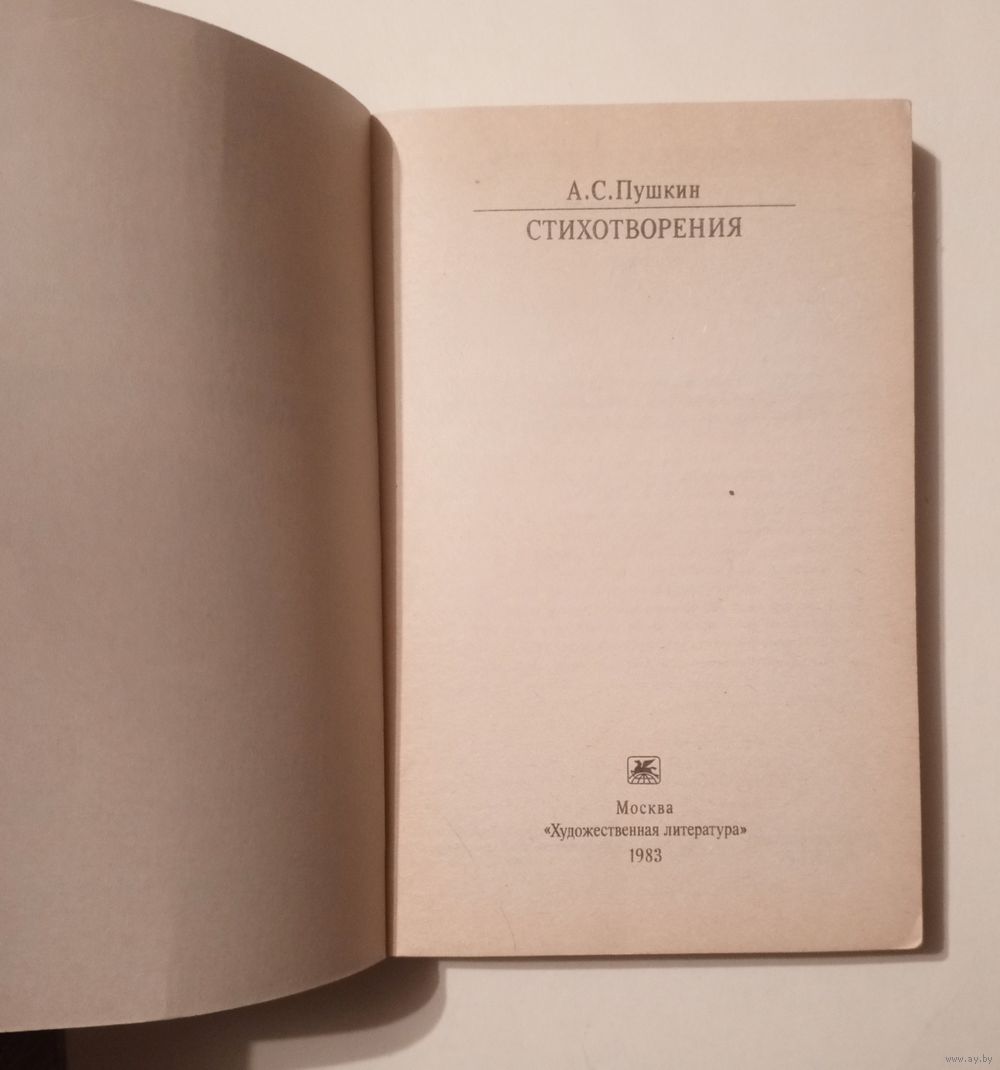 А.С.Пушкин
СТИХОТВОРЕНИЯ
Москва
«Художественная литература»
1983
www.ay.by